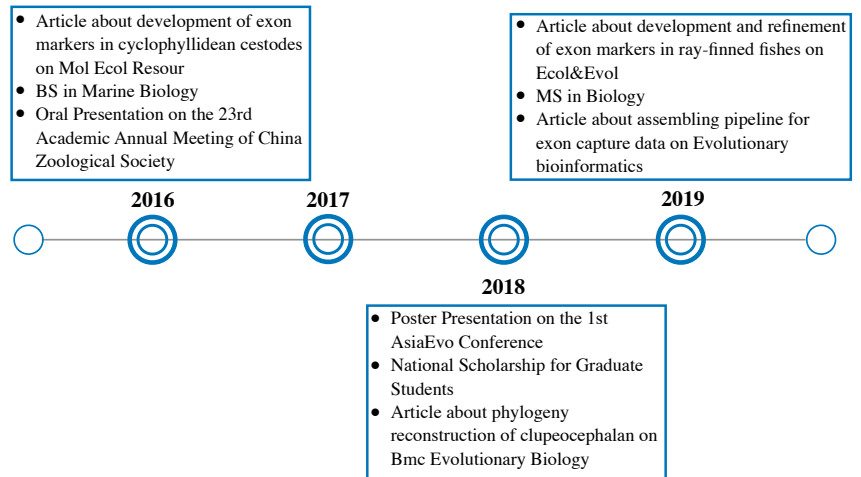 • Article about development of exon
markers in cyclophyllidean cestodes
on Mol Ecol Resour
• BS in Marine Biology
• Oral Presentation on the 23rd
Academic Annual Meeting of China
Zoological Society
• Article about development and refinement
of exon markers in ray-finned fishes on
Ecol&Evol
• MS in Biology
• Article about assembling pipeline for
exon capture data on Evolutionary
bioinformatics
2016
2017
2019
2018
• Poster Presentation on the 1st
AsiaEvo Conference
• National Scholarship for Graduate
Students
• Article about phylogeny
reconstruction of clupeocephalan on
Bmc Evolutionary Biology